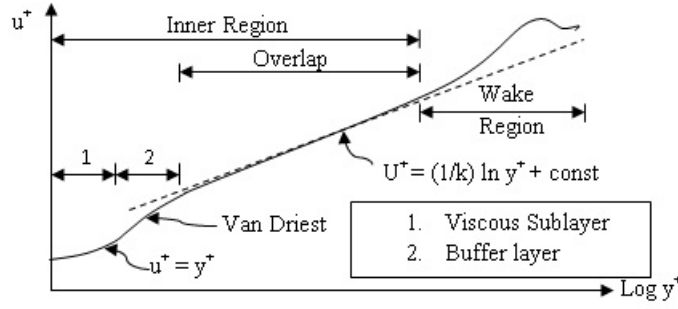 u⁺
Inner Region
Overlap
Wake
Region
1
2
U⁺ = (1/k) ln y⁺ + const
Van Driest
u⁺ = y⁺
1. Viscous Sublayer
2. Buffer layer
Log y⁺